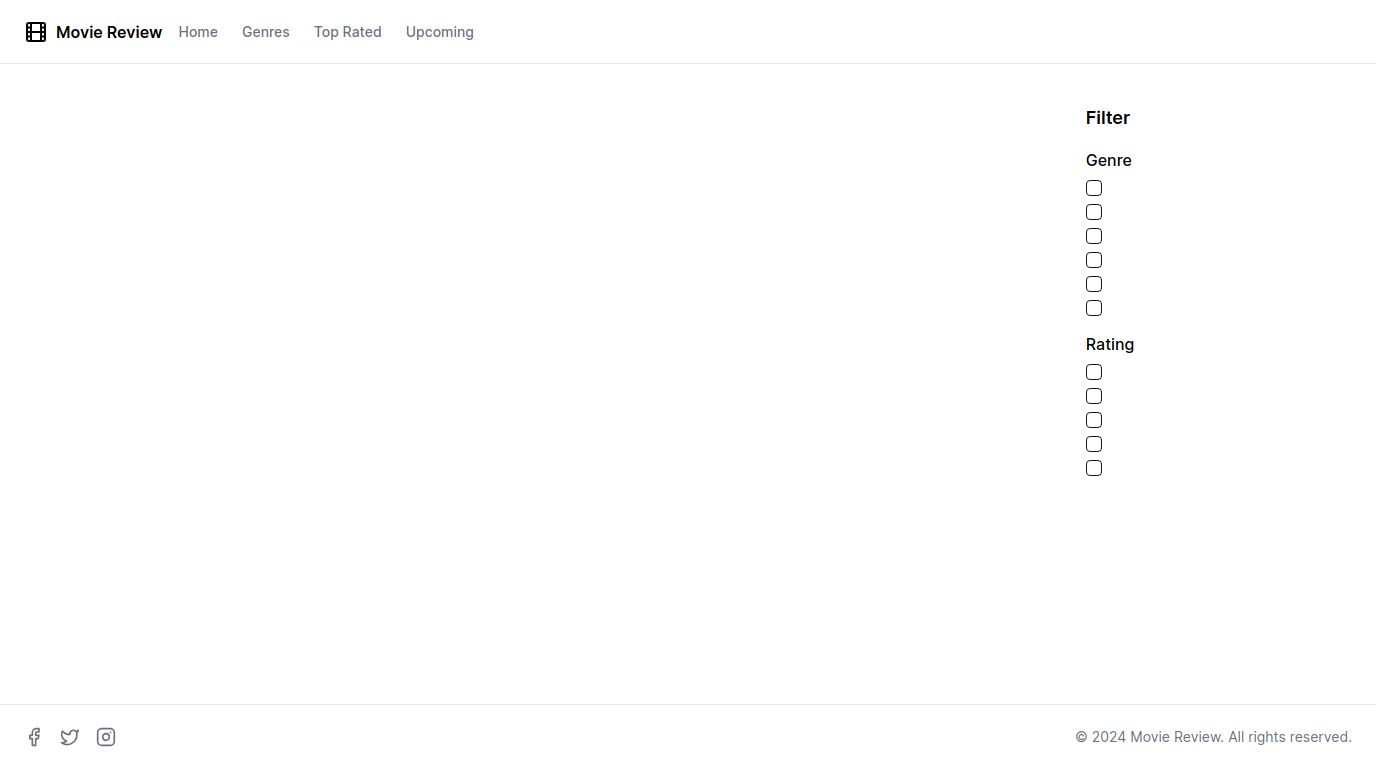 Movie Review Home Genres Top Rated Upcoming
Filter
Genre
Rating
© 2024 Movie Review. All rights reserved.